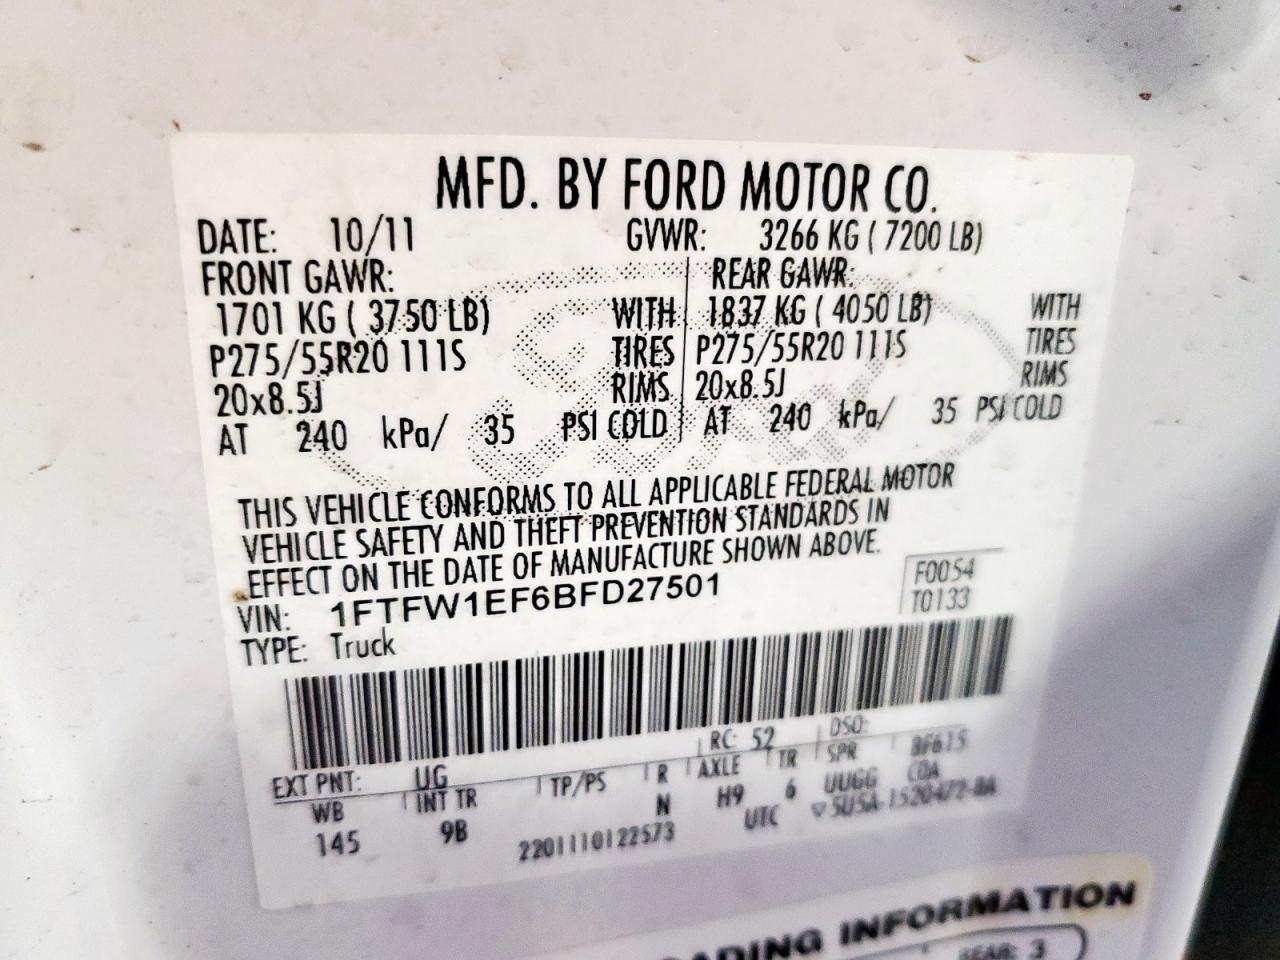 MFD. BY FORD MOTOR CO.
DATE: 10/11 GVWR: 3266 KG ( 7200 LB)
FRONT GAWR: REAR GAWR:
1701 KG ( 3750 LB) WITH 1837 KG ( 4050 LB) WITH
P275/55R20 111S TIRES P275/55R20 111S TIRES
20x8.5J RIMS 20x8.5J RIMS
AT 240 kPa/ 35 PSI COLD AT 240 kPa/ 35 PSI COLD
THIS VEHICLE CONFORMS TO ALL APPLICABLE FEDERAL MOTOR
VEHICLE SAFETY AND THEFT PREVENTION STANDARDS IN
EFFECT ON THE DATE OF MANUFACTURE SHOWN ABOVE.
VIN: 1FTFW1EF6BFD27501 F0054
TYPE: Truck T0133
EXT PNT: UG RC: 52 DSO: BF615
WB INT TR TP/PS R AXLE TR SPR
145 9B N H9 6 UUGG CDA
2201110122573 UTC ▽5U5A-1520472-BA
LOADING INFORMATION
REAR: 3